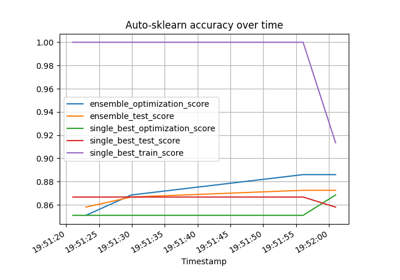 Auto-sklearn accuracy over time
1.00
0.98
0.96
0.94
0.92
0.90
0.88
0.86
ensemble_optimization_score
ensemble_test_score
single_best_optimization_score
single_best_test_score
single_best_train_score
19:51:20
19:51:25
19:51:30
19:51:35
19:51:40
19:51:45
19:51:50
19:51:55
19:52:00
Timestamp